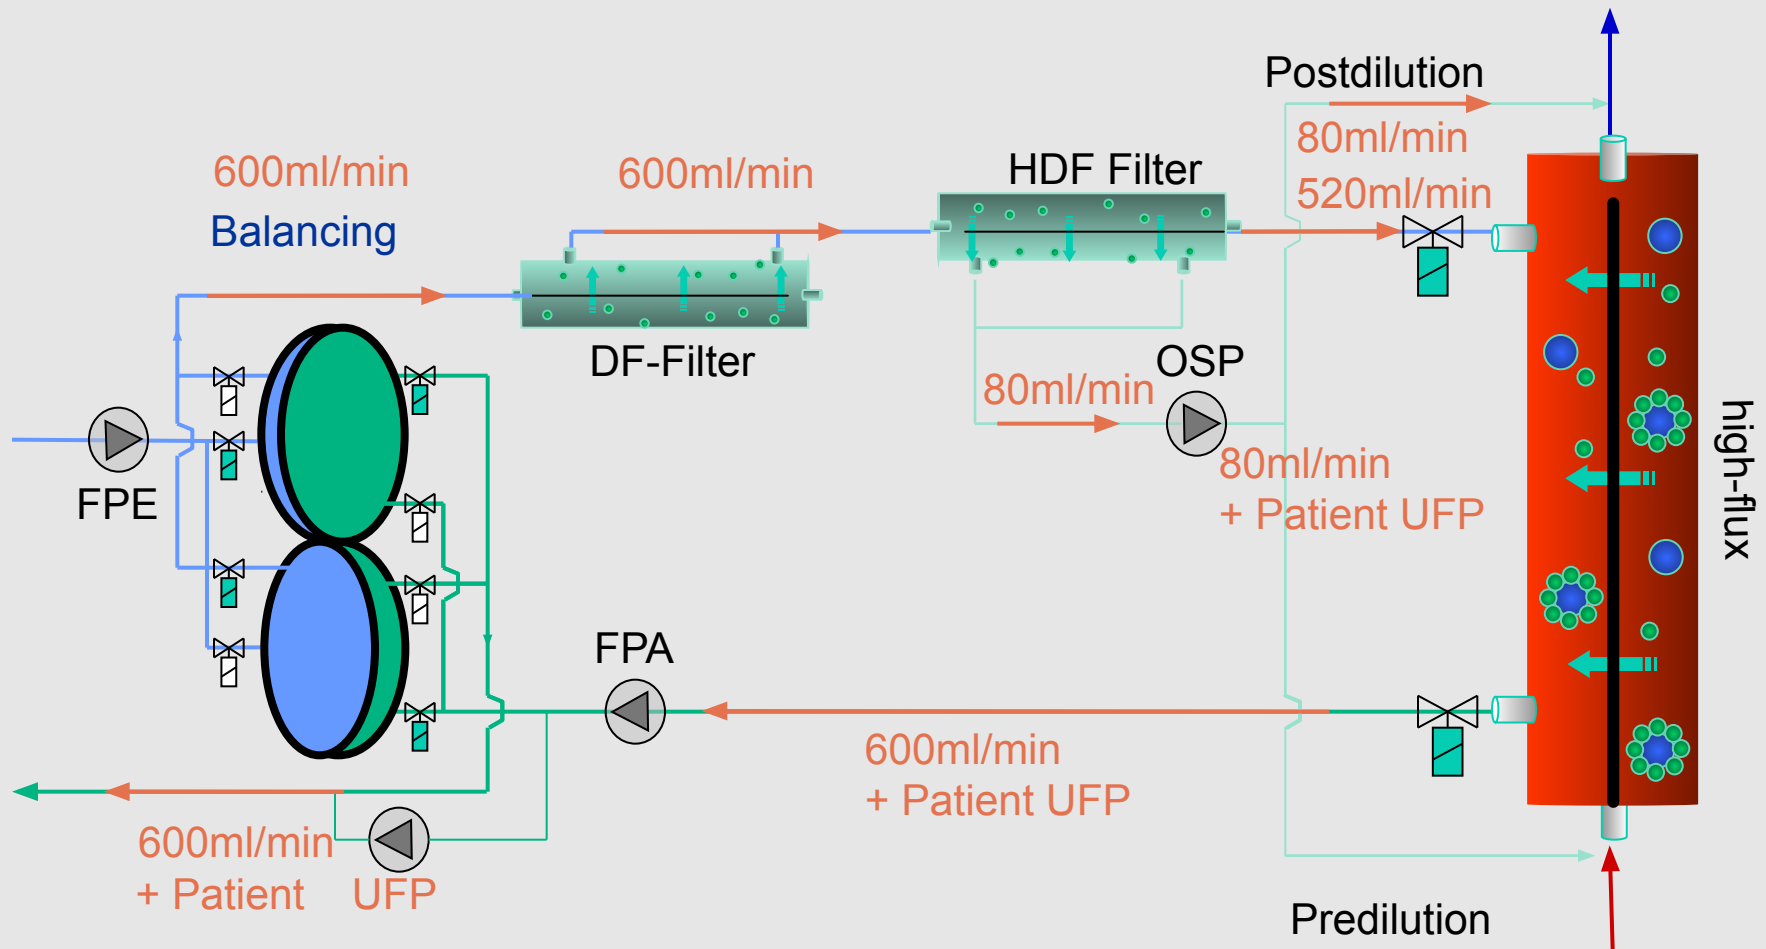 Postdilution
80ml/min
520ml/min
600ml/min
Balancing
600ml/min
HDF Filter
DF-Filter
OSP
80ml/min
80ml/min
+ Patient UFP
high-flux
FPE
FPA
600ml/min
+ Patient UFP
600ml/min
+ Patient UFP
Predilution